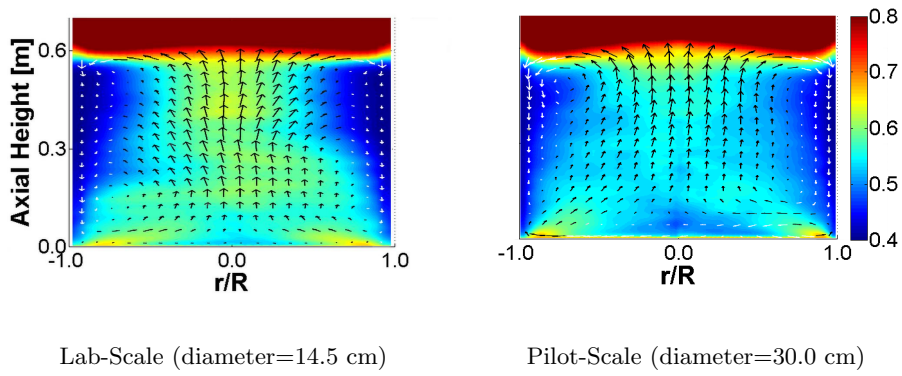 Axial Height [m]
0.6
0.3
0.0
-1.0
0.0
1.0
r/R
-1.0
0.0
1.0
r/R
0.8
0.7
0.6
0.5
0.4
Lab-Scale (diameter=14.5 cm)
Pilot-Scale (diameter=30.0 cm)